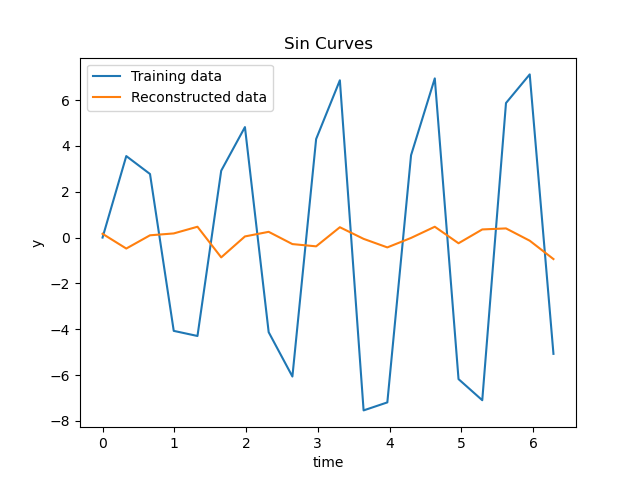 Sin Curves
Training data
Reconstructed data
y
6
4
2
0
−2
−4
−6
−8
0 1 2 3 4 5 6
time